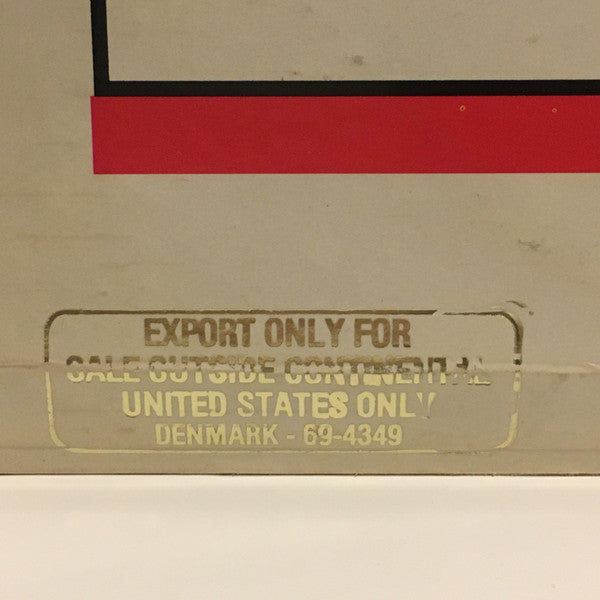 EXPORT ONLY FOR
SALE OUTSIDE CONTINENTAL
UNITED STATES ONLY
DENMARK - 69-4349